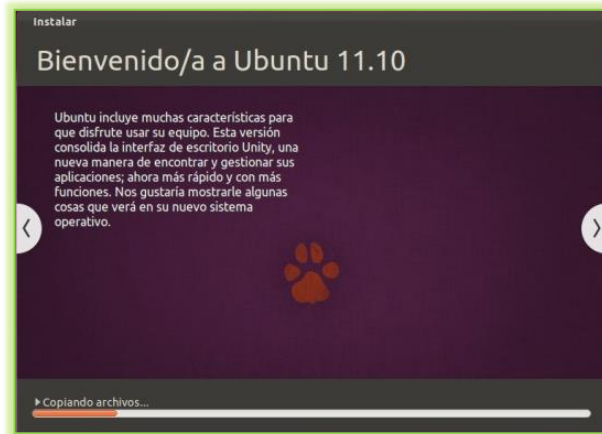 Instalar
Bienvenido/a a Ubuntu 11.10
Ubuntu incluye muchas características para
que disfrute usar su equipo. Esta versión
consolida la interfaz de escritorio Unity, una
nueva manera de encontrar y gestionar sus
aplicaciones; ahora más rápido y con más
funciones. Nos gustaría mostrarle algunas
cosas que verá en su nuevo sistema
operativo.
Copiando archivos...